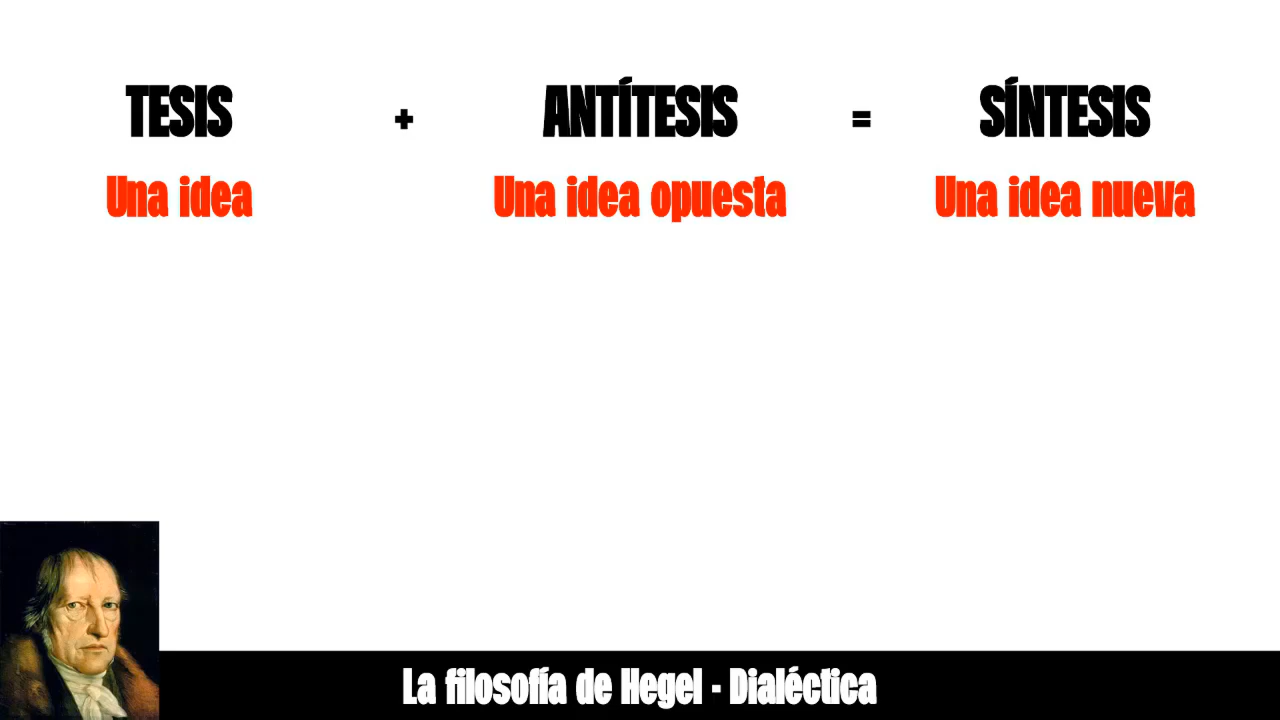 TESIS + ANTÍTESIS = SÍNTESIS
Una idea Una idea opuesta Una idea nueva
La filosofía de Hegel - Dialéctica